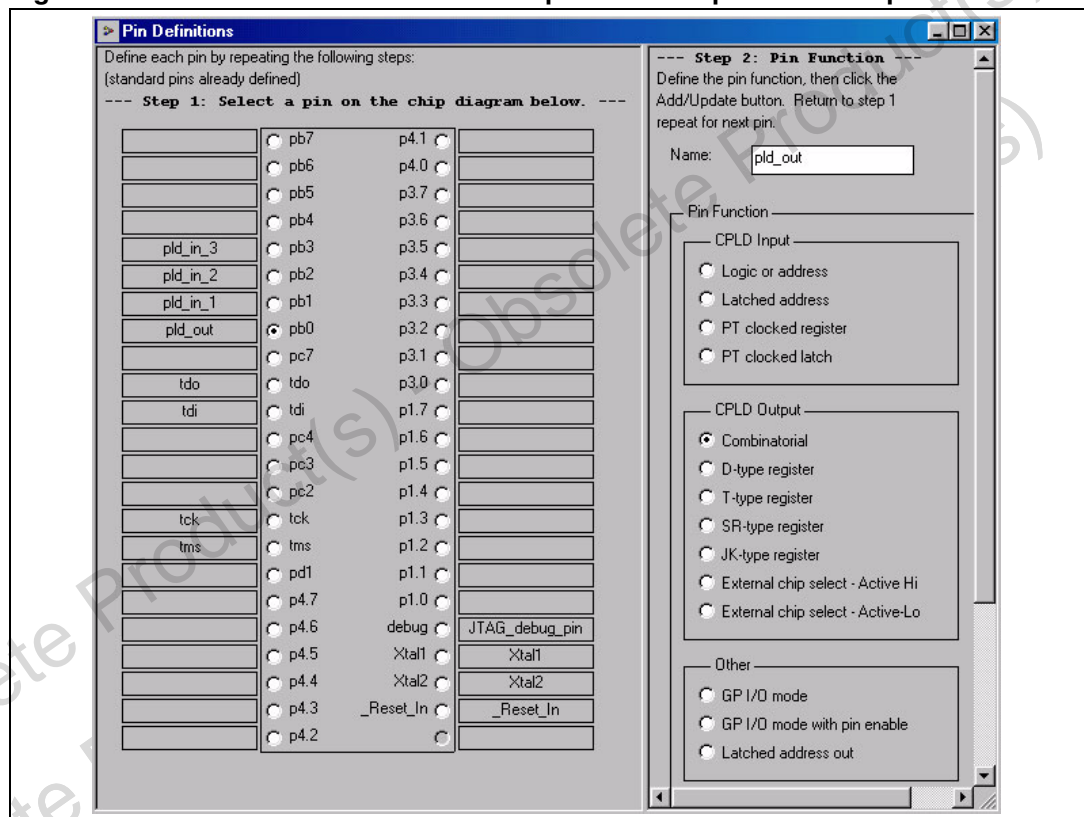 Pin Definitions
Define each pin by repeating the following steps:
(standard pins already defined)
--- Step 1: Select a pin on the chip diagram below. ---
pb7 p4.1
pb6 p4.0
pb5 p3.7
pb4 p3.6
pld_in_3 pb3 p3.5
pld_in_2 pb2 p3.4
pld_in_1 pb1 p3.3
pld_out pb0 p3.2
pc7 p3.1
tdo tdo p3.0
tdi tdi p1.7
pc4 p1.6
pc3 p1.5
pc2 p1.4
tck tck p1.3
tms tms p1.2
pd1 p1.1
p4.7 p1.0
p4.6 debug JTAG_debug_pin
p4.5 Xtal1 Xtal1
p4.4 Xtal2 Xtal2
p4.3 _Reset_In _Reset_In
p4.2
--- Step 2: Pin Function ---
Define the pin function, then click the
Add/Update button. Return to step 1
repeat for next pin.
Name: pld_out
Pin Function
CPLD Input
Logic or address
Latched address
PT clocked register
PT clocked latch
CPLD Output
Combinatorial
D-type register
T-type register
SR-type register
JK-type register
External chip select - Active Hi
External chip select - Active-Lo
Other
GP I/O mode
GP I/O mode with pin enable
Latched address out
Product(s) - Obsolete Product(s)